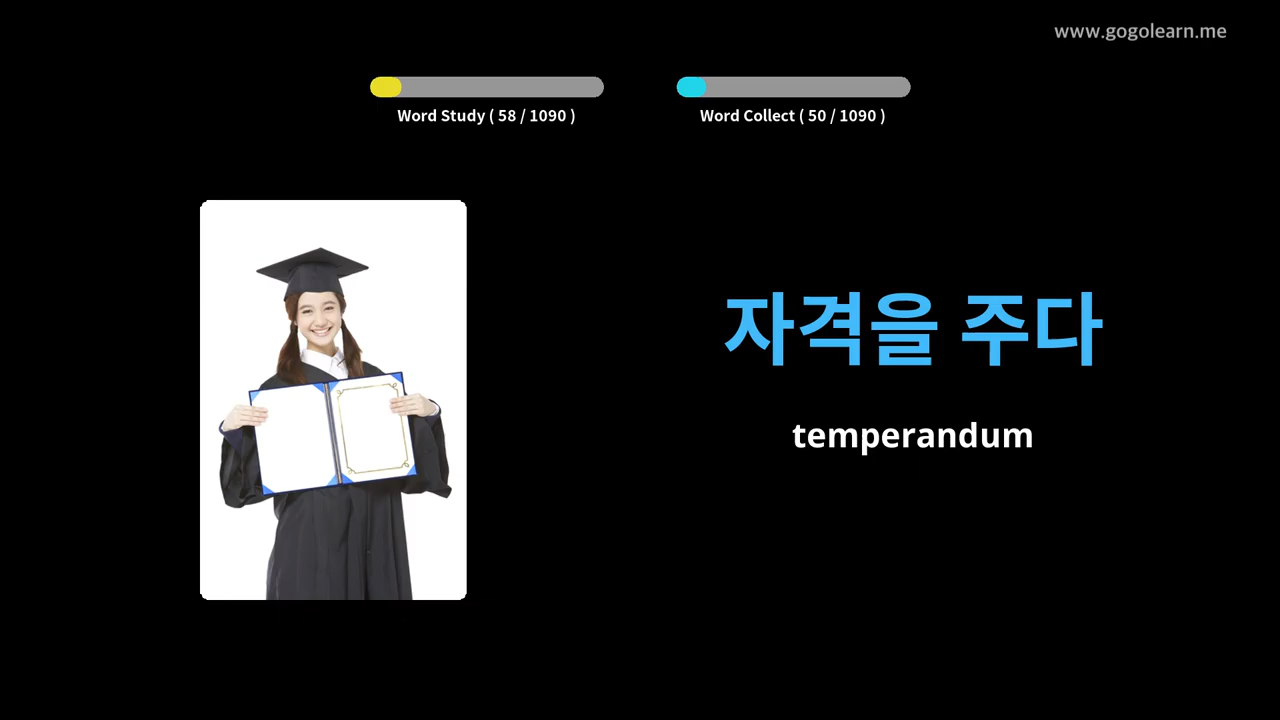 www.gogolearn.me
Word Study ( 58 / 1090 )
Word Collect ( 50 / 1090 )
자격을 주다
temperandum